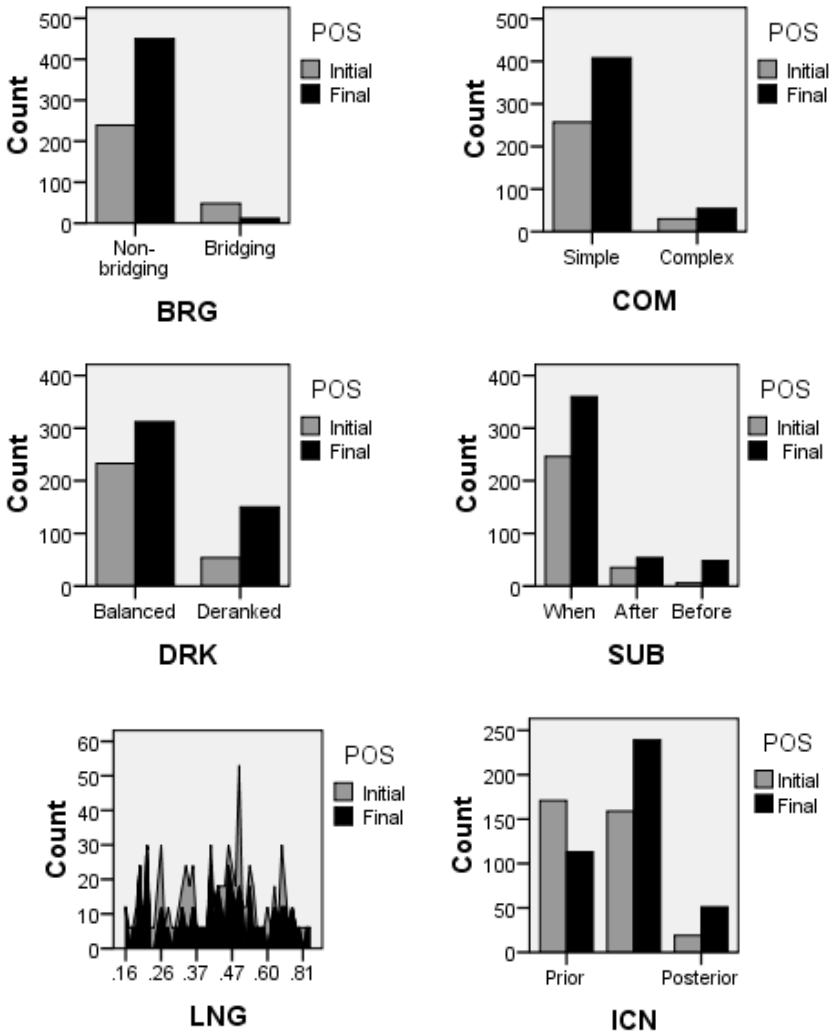 500
400
300
200
100
0
Count
Non-
bridging
Bridging
BRG
POS
Initial
Final
500
400
300
200
100
0
Count
Simple
Complex
COM
POS
Initial
Final
400
300
200
100
0
Count
Balanced
Deranked
DRK
POS
Initial
Final
400
300
200
100
0
Count
When
After
Before
SUB
POS
Initial
Final
60
50
40
30
20
10
0
Count
.16 .26 .37 .47 .60 .81
LNG
POS
Initial
Final
250
200
150
100
50
0
Count
Prior
Posterior
ICN
POS
Initial
Final